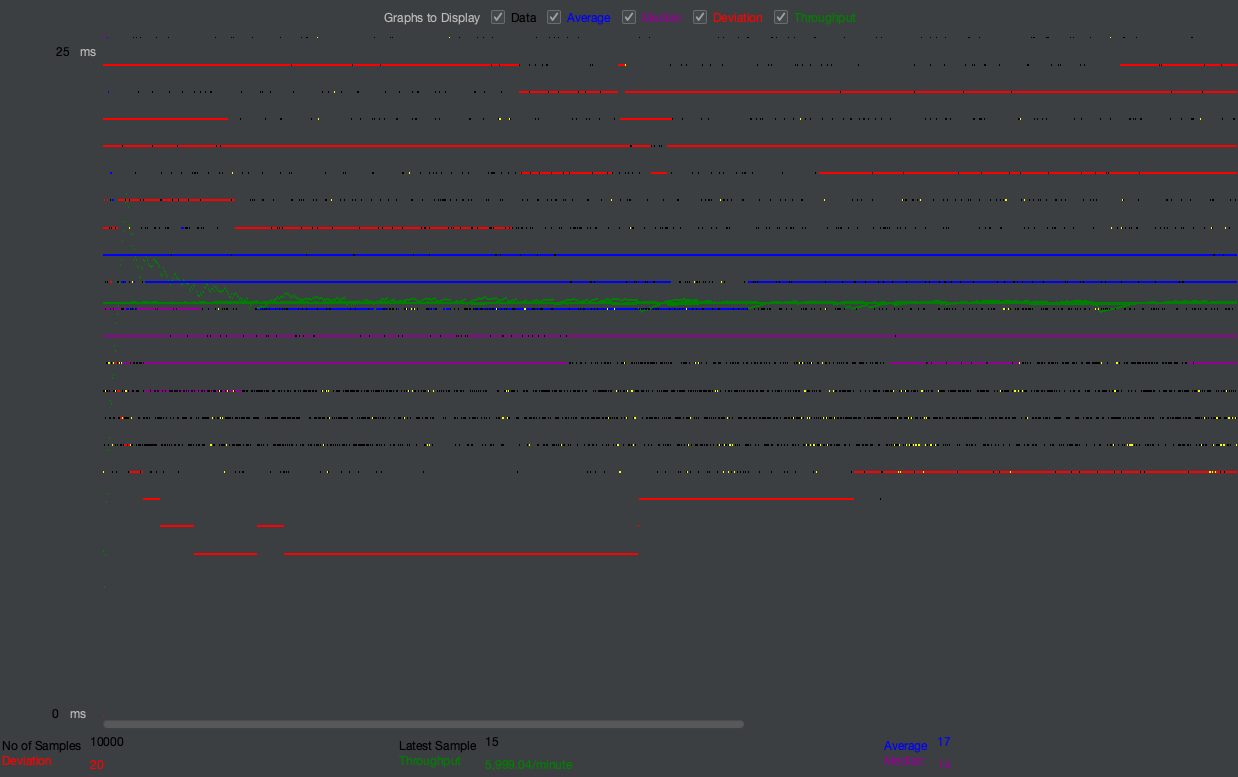 Graphs to Display Data Average Median Deviation Throughput
25 ms
0 ms
No of Samples 10000 Latest Sample 15 Average 17
Deviation 20 Throughput 5,999.04/minute Median 14